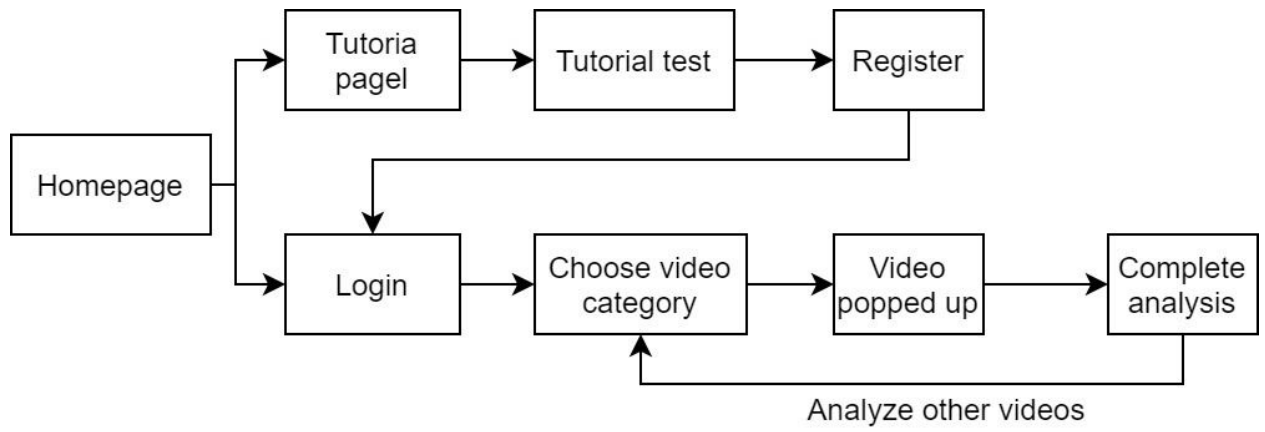 Tutoria
pagel
Tutorial test
Register
Homepage
Login
Choose video
category
Video
popped up
Complete
analysis
Analyze other videos